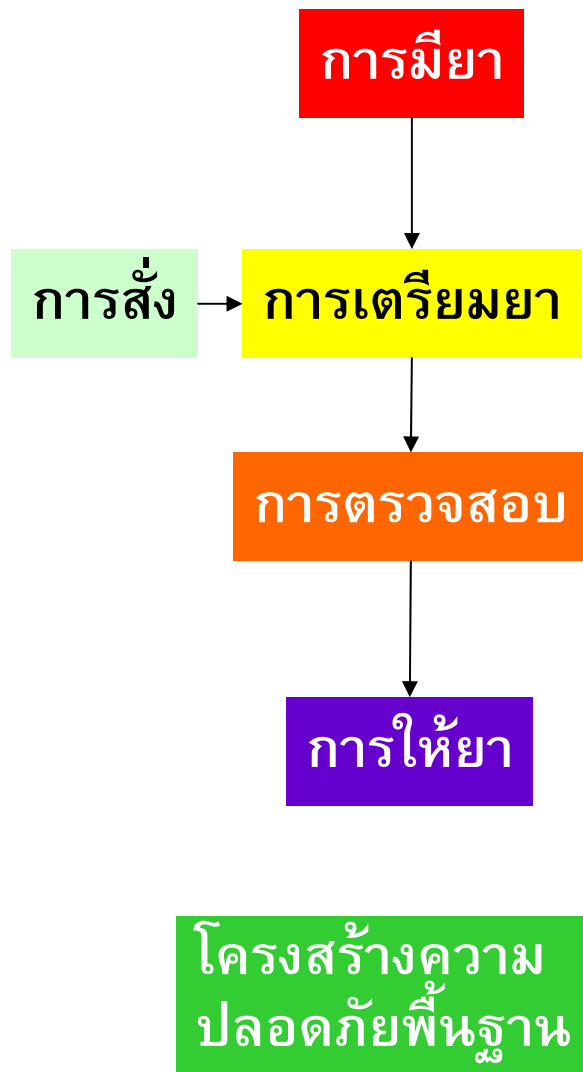 การมียา
การสั่ง
การเตรียมยา
การตรวจสอบ
การให้ยา
โครงสร้างความ
ปลอดภัยพื้นฐาน